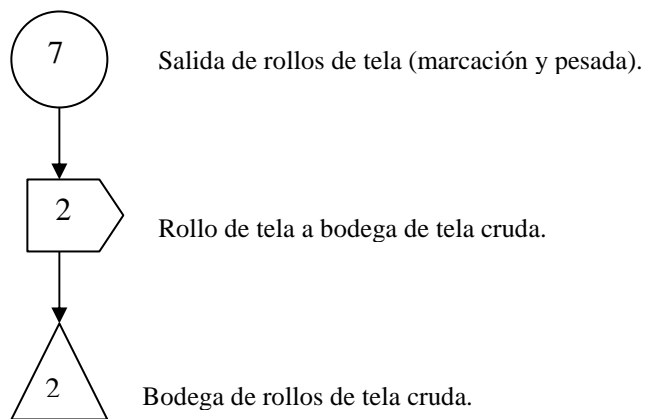 7 Salida de rollos de tela (marcación y pesada).
2 Rollo de tela a bodega de tela cruda.
2 Bodega de rollos de tela cruda.